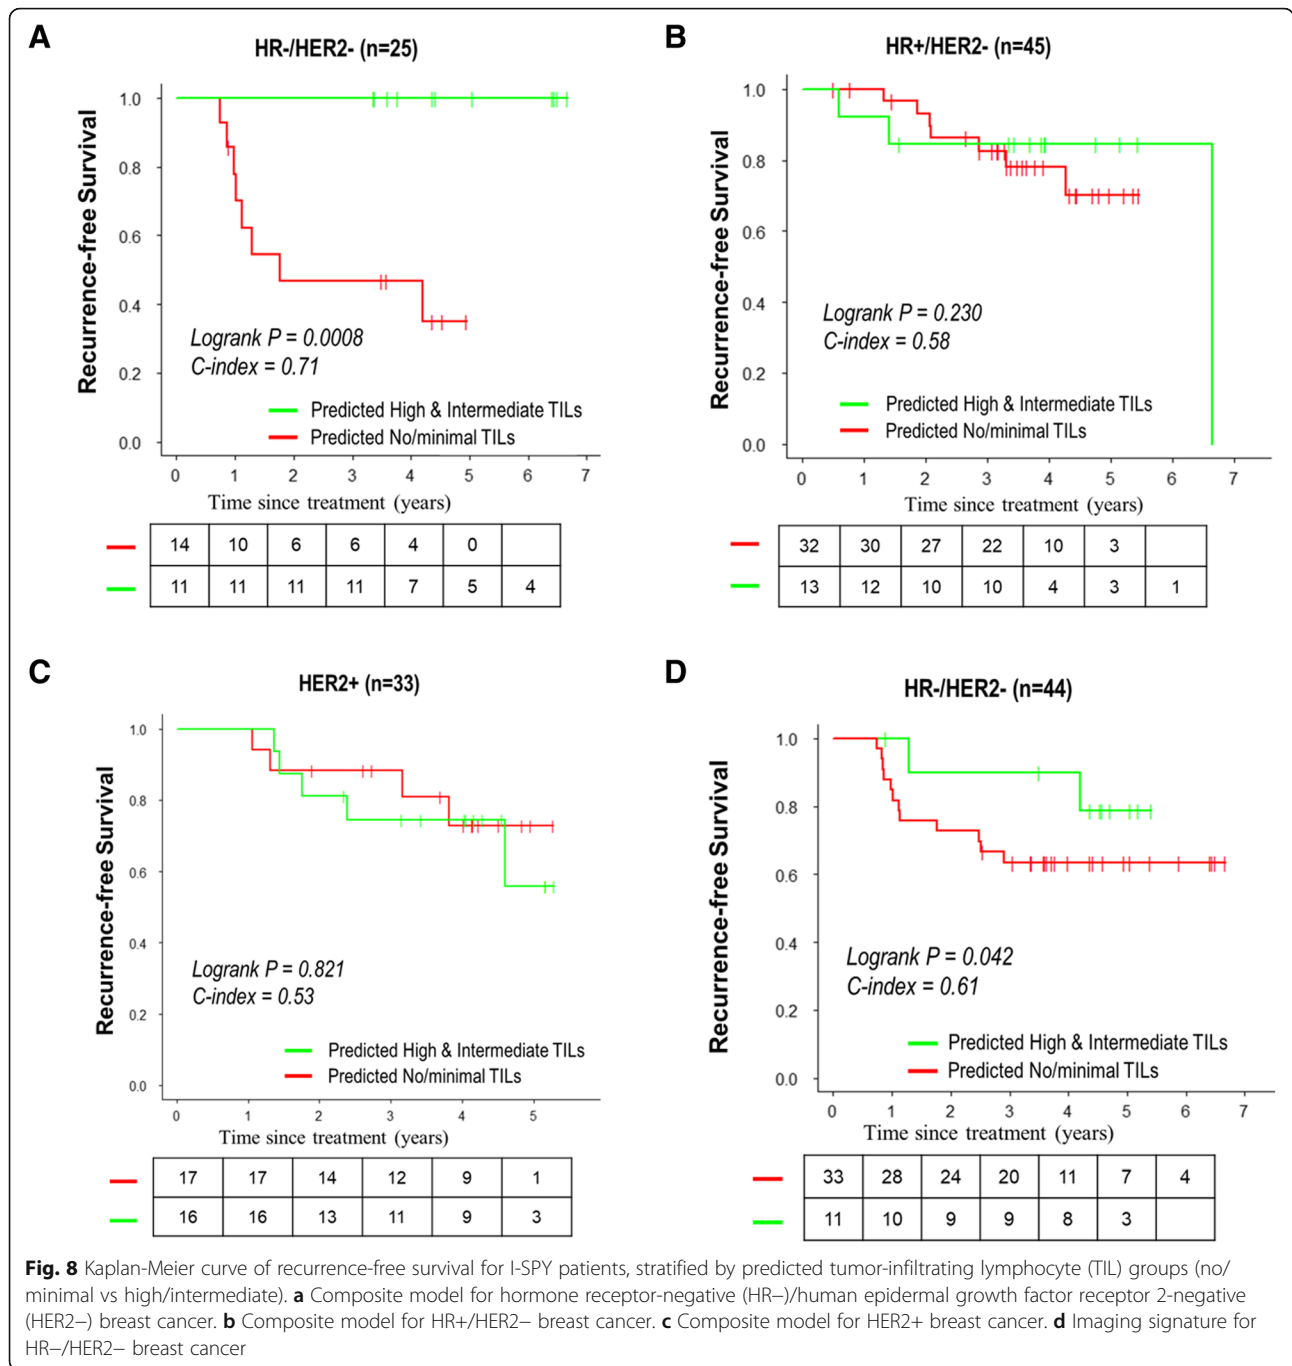 A
HR-/HER2- (n=25)
Recurrence-free Survival
1.0
0.8
0.6
0.4
0.2
0.0
Logrank P = 0.0008
C-index = 0.71
Predicted High & Intermediate TILs
Predicted No/minimal TILs
0 1 2 3 4 5 6 7
Time since treatment (years)
14 10 6 6 4 0
11 11 11 11 7 5 4
B
HR+/HER2- (n=45)
Recurrence-free Survival
1.0
0.8
0.6
0.4
0.2
0.0
Logrank P = 0.230
C-index = 0.58
Predicted High & Intermediate TILs
Predicted No/minimal TILs
0 1 2 3 4 5 6 7
Time since treatment (years)
32 30 27 22 10 3
13 12 10 10 4 3 1
C
HER2+ (n=33)
Recurrence-free Survival
1.0
0.8
0.6
0.4
0.2
0.0
Logrank P = 0.821
C-index = 0.53
Predicted High & Intermediate TILs
Predicted No/minimal TILs
0 1 2 3 4 5
Time since treatment (years)
17 17 14 12 9 1
16 16 13 11 9 3
D
HR-/HER2- (n=44)
Recurrence-free Survival
1.0
0.8
0.6
0.4
0.2
0.0
Logrank P = 0.042
C-index = 0.61
Predicted High & Intermediate TILs
Predicted No/minimal TILs
0 1 2 3 4 5 6 7
Time since treatment (years)
33 28 24 20 11 7 4
11 10 9 9 8 3
Fig. 8 Kaplan-Meier curve of recurrence-free survival for I-SPY patients, stratified by predicted tumor-infiltrating lymphocyte (TIL) groups (no/
minimal vs high/intermediate). a Composite model for hormone receptor-negative (HR−)/human epidermal growth factor receptor 2-negative
(HER2−) breast cancer. b Composite model for HR+/HER2− breast cancer. c Composite model for HER2+ breast cancer. d Imaging signature for
HR−/HER2− breast cancer